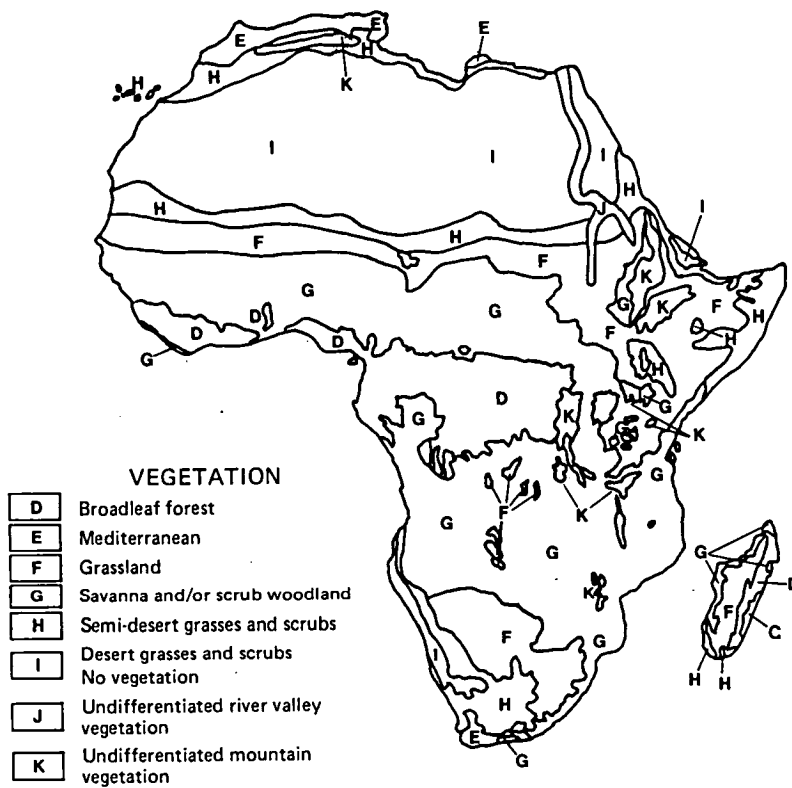 E
E
E
H
H
K
H
I
I
I
H
H
J
I
H
H
F
F
K
G
K
F
H
G
G
F
H
D
D
D
H
G
G
D
K
G
K
G
F
K
G
G
K
G
F
D
F
G
C
I
H
H
H
E
G
VEGETATION
D Broadleaf forest
E Mediterranean
F Grassland
G Savanna and/or scrub woodland
H Semi-desert grasses and scrubs
I Desert grasses and scrubs
No vegetation
J Undifferentiated river valley
vegetation
K Undifferentiated mountain
vegetation